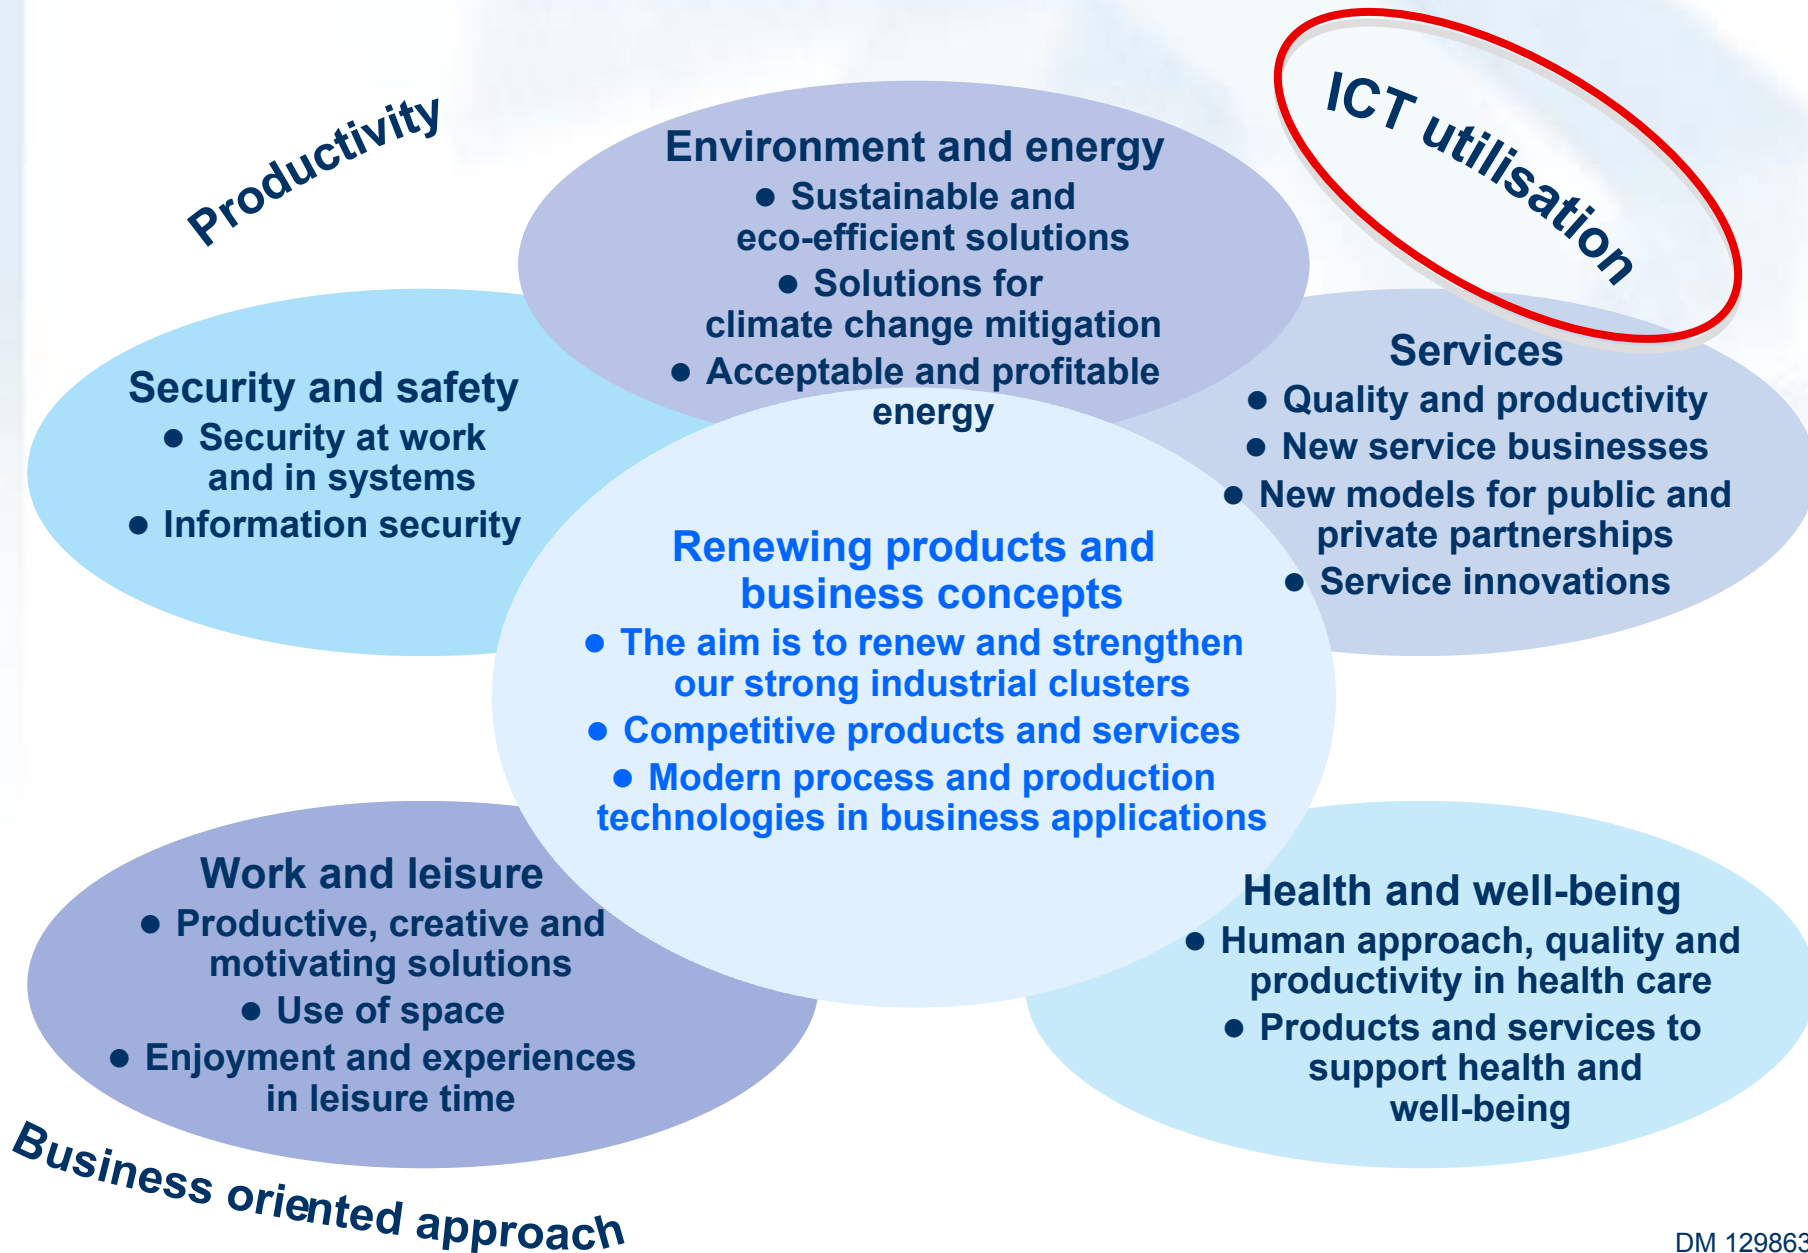 Productivity
ICT utilisation
Environment and energy
● Sustainable and
eco-efficient solutions
● Solutions for
climate change mitigation
● Acceptable and profitable
energy
Security and safety
● Security at work
and in systems
● Information security
Services
● Quality and productivity
● New service businesses
● New models for public and
private partnerships
● Service innovations
Renewing products and
business concepts
● The aim is to renew and strengthen
our strong industrial clusters
● Competitive products and services
● Modern process and production
technologies in business applications
Work and leisure
● Productive, creative and
motivating solutions
● Use of space
● Enjoyment and experiences
in leisure time
Health and well-being
● Human approach, quality and
productivity in health care
● Products and services to
support health and
well-being
Business oriented approach
DM 129863